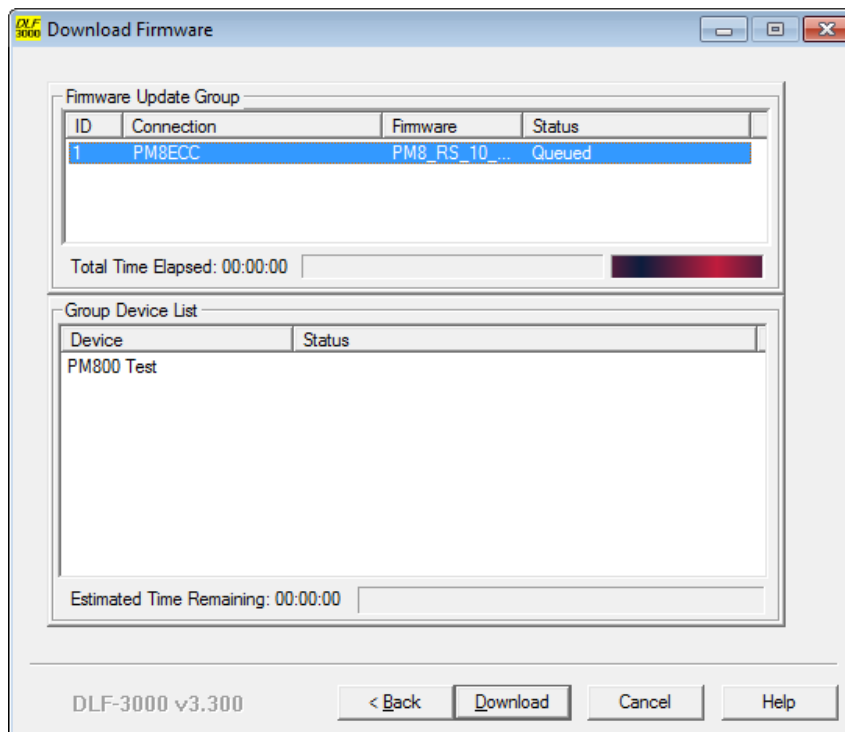 DLF 3000 Download Firmware
Firmware Update Group
ID Connection Firmware Status
1 PM8ECC PM8_RS_10_... Queued
Total Time Elapsed: 00:00:00
Group Device List
Device Status
PM800 Test
Estimated Time Remaining: 00:00:00
DLF-3000 v3.300 < Back Download Cancel Help